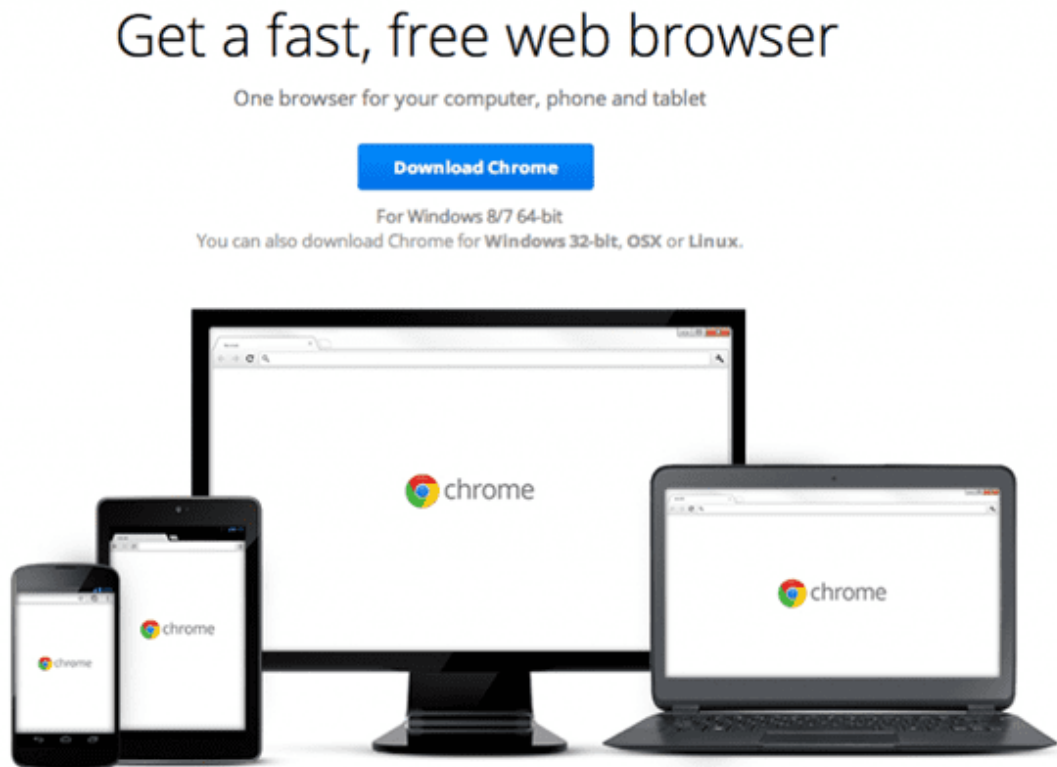 Get a fast, free web browser
One browser for your computer, phone and tablet
Download Chrome
For Windows 8/7 64-bit
You can also download Chrome for Windows 32-bit, OSX or Linux.
chrome
chrome
chrome
chrome